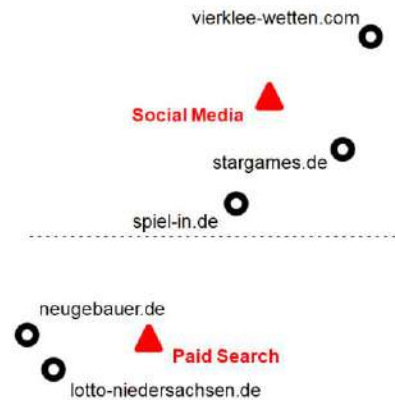 vierklee-wetten.com
Social Media
stargames.de
spiel-in.de
neugebauer.de
Paid Search
lotto-niedersachsen.de